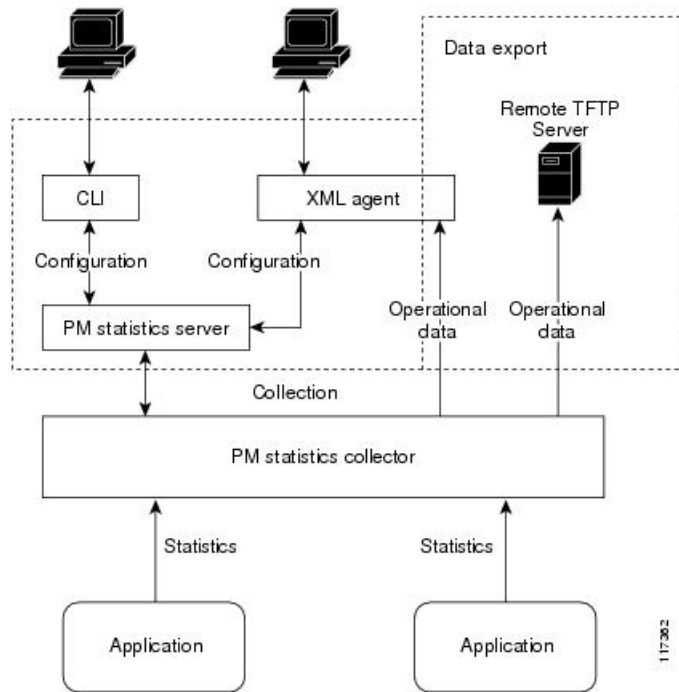 Data export
Remote TFTP
Server
CLI
XML agent
Configuration
Configuration
PM statistics server
Operational
data
Operational
data
Collection
PM statistics collector
Statistics
Statistics
Application
Application
117362